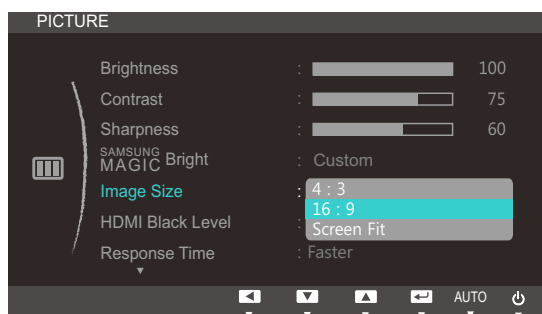 PICTURE
Brightness : 100
Contrast : 75
Sharpness : 60
SAMSUNG
MAGIC Bright : Custom
Image Size : 4 : 3
16 : 9
HDMI Black Level :
Screen Fit
Response Time : Faster
AUTO